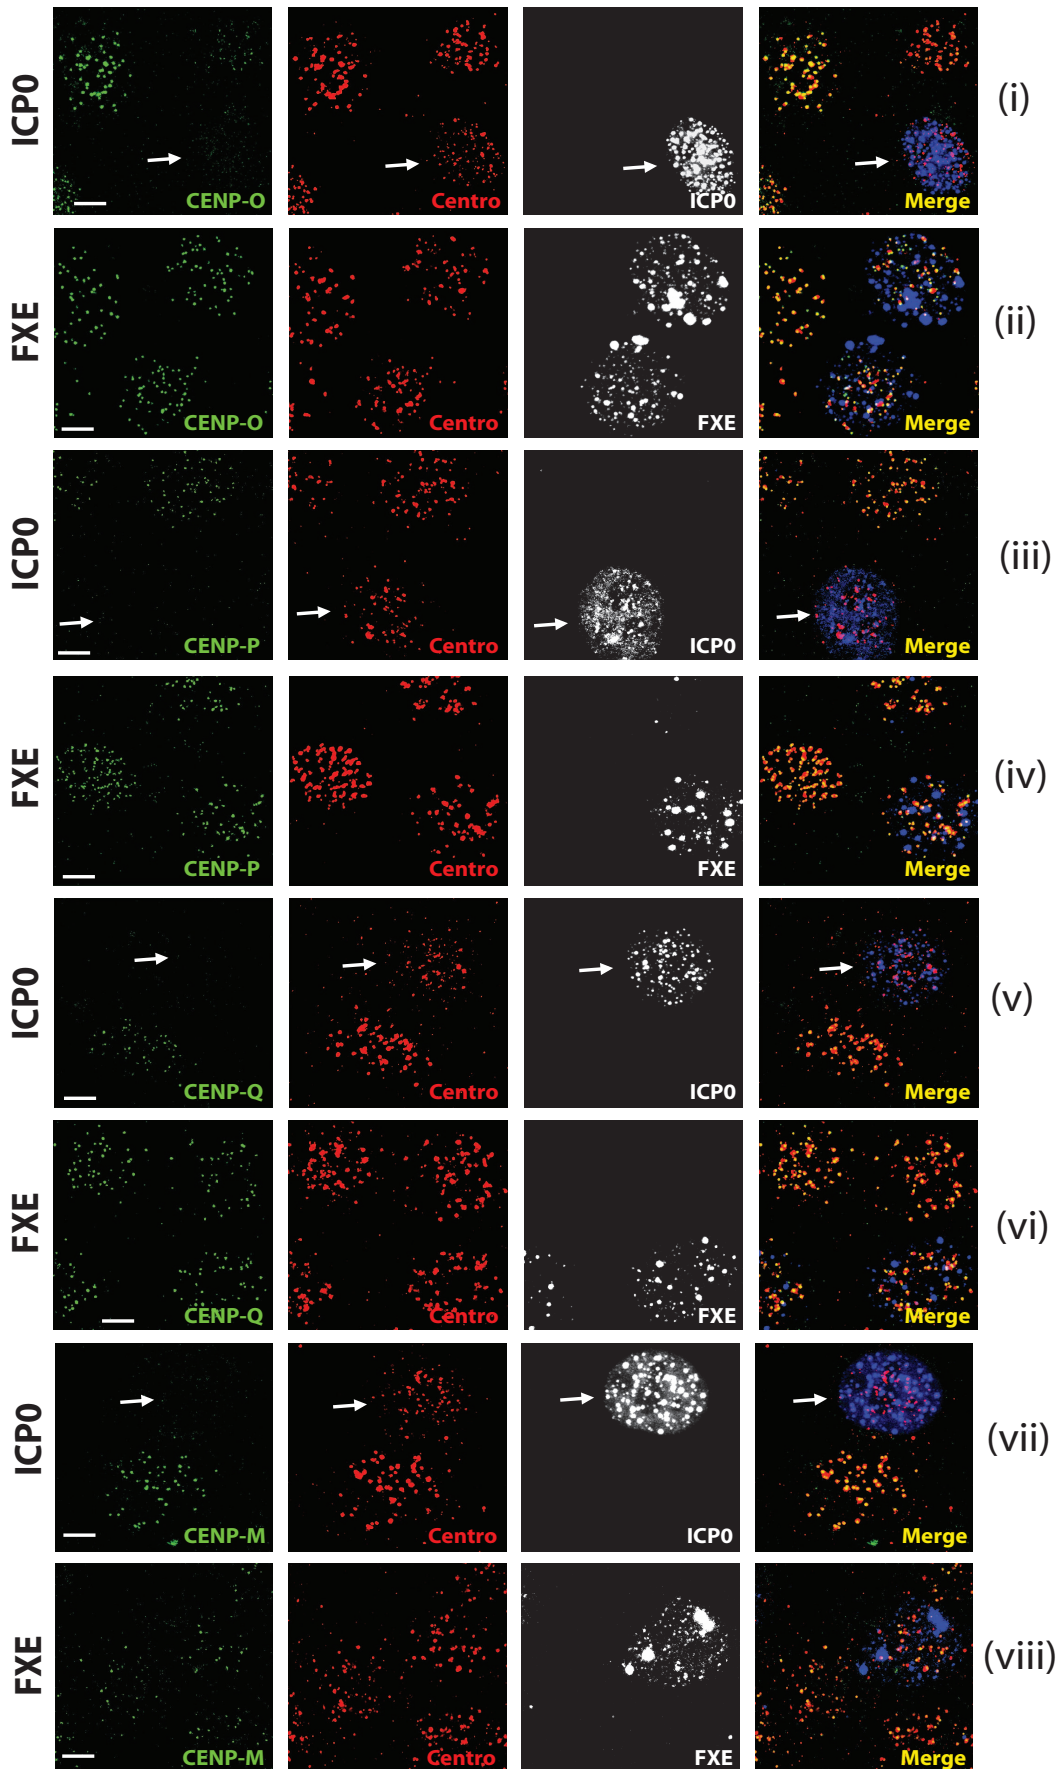 ICP0
CENP-O
Centro
ICP0
Merge
(i)
FXE
CENP-O
Centro
FXE
Merge
(ii)
ICP0
CENP-P
Centro
ICP0
Merge
(iii)
FXE
CENP-P
Centro
FXE
Merge
(iv)
ICP0
CENP-Q
Centro
ICP0
Merge
(v)
FXE
CENP-Q
Centro
FXE
Merge
(vi)
ICP0
CENP-M
Centro
ICP0
Merge
(vii)
FXE
CENP-M
Centro
FXE
Merge
(viii)